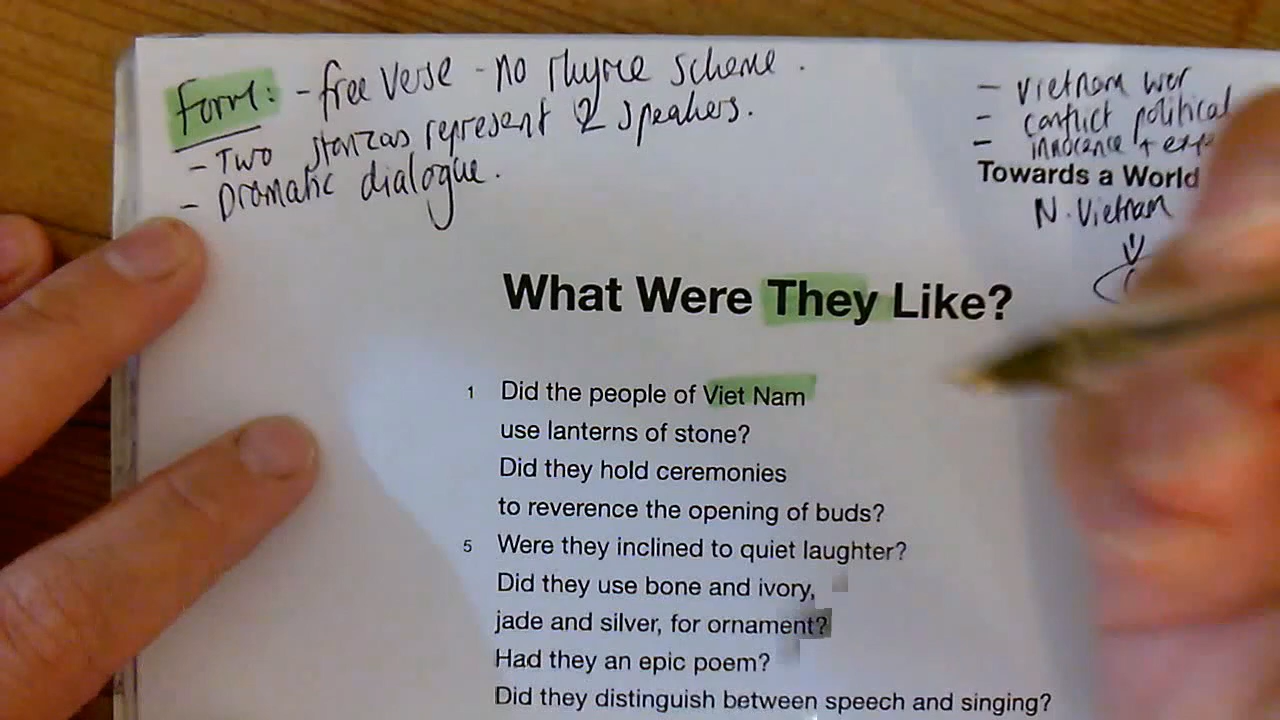 Form: - free verse - no rhyme scheme.
- Two stanzas represent 2 speakers.
- Dramatic dialogue.
- Vietnam war
- conflict political
- innocence +
Towards a World
N. Vietnam
What Were They Like?
1 Did the people of Viet Nam
use lanterns of stone?
Did they hold ceremonies
to reverence the opening of buds?
5 Were they inclined to quiet laughter?
Did they use bone and ivory,
jade and silver, for ornament?
Had they an epic poem?
Did they distinguish between speech and singing?